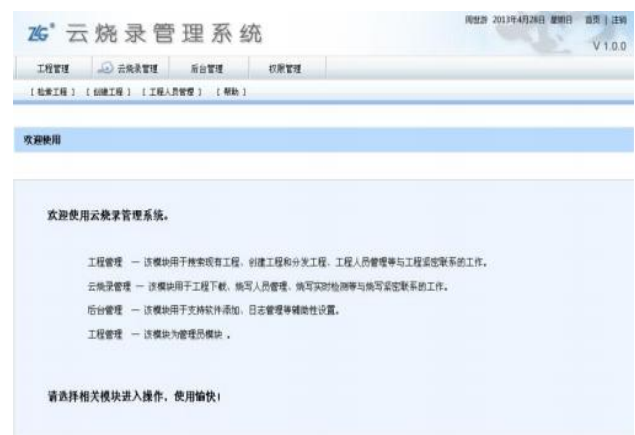 ZLG® 云烧录管理系统
周世游 2013年4月28日 星期日 首页 | 注销
V 1.0.0
工程管理 云烧录管理 后台管理 权限管理
[ 检索工程 ] [ 创建工程 ] [ 工程人员管理 ] [ 帮助 ]
欢迎使用
欢迎使用云烧录管理系统。
工程管理 — 该模块用于搜索现有工程、创建工程和分发工程、工程人员管理等与工程紧密联系的工作。
云烧录管理 — 该模块用于工程下载、烧写人员管理、烧写实时检测等与烧写紧密联系的工作。
后台管理 — 该模块用于支持软件添加、日志管理等辅助性设置。
工程管理 — 该模块为管理员模块 。
请选择相关模块进入操作，使用愉快！